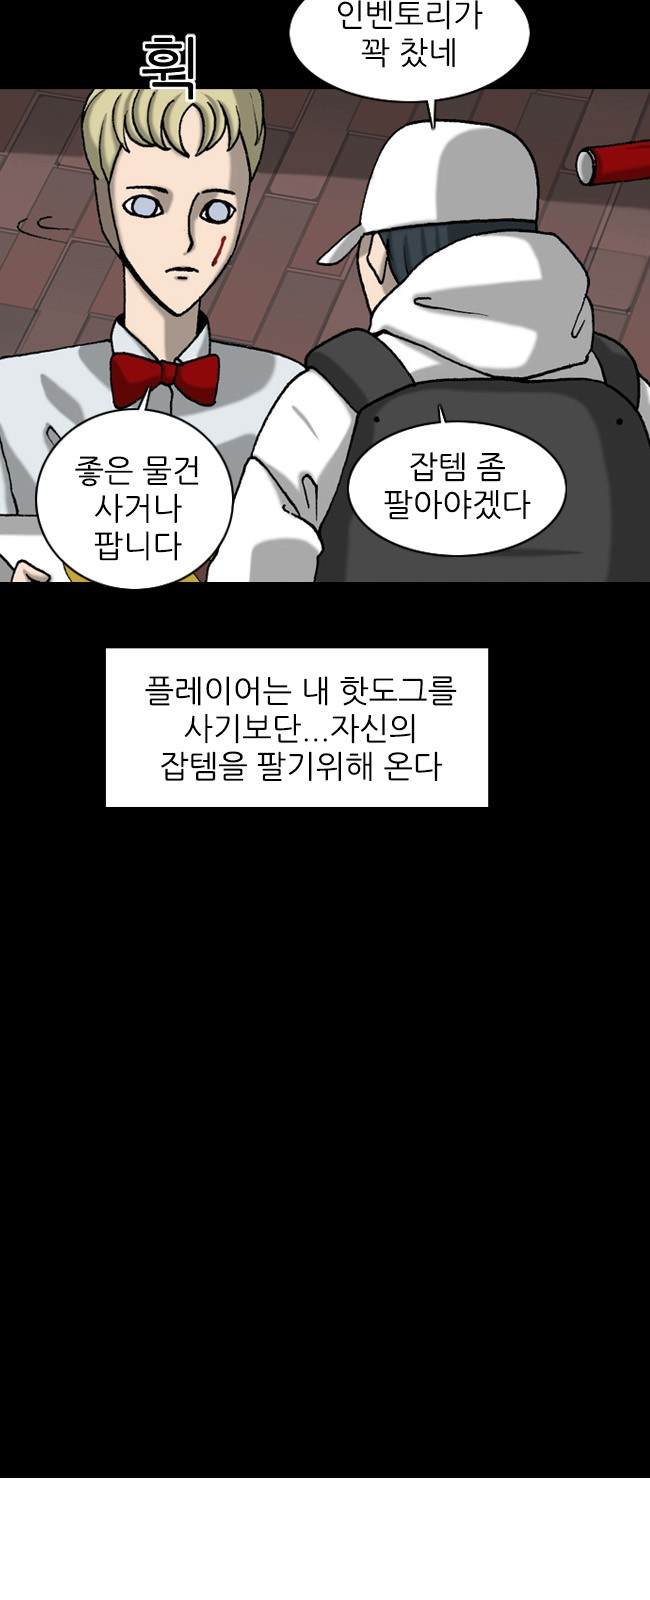 인벤토리가
꽉 찼네
휙
좋은 물건
사거나
팝니다
잡템 좀
팔아야겠다
플레이어는 내 핫도그를
사기보단...자신의
잡템을 팔기위해 온다